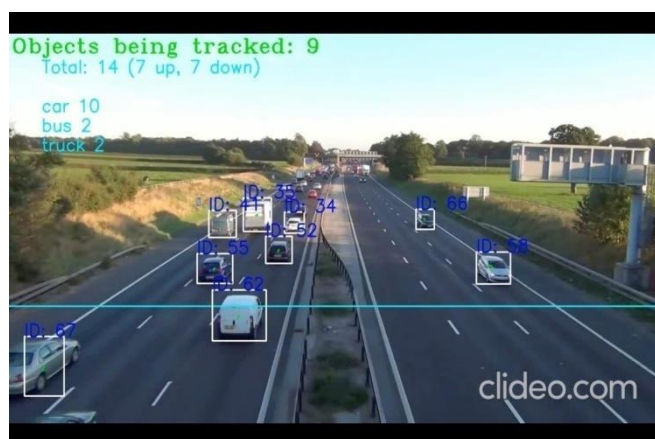 Objects being tracked: 9
Total: 14 (7 up, 7 down)
car 10
bus 2
truck 2
ID: 35
ID: 41
ID: 34
ID: 66
ID: 52
ID: 55
ID: 58
ID: 62
ID: 67
clideo.com